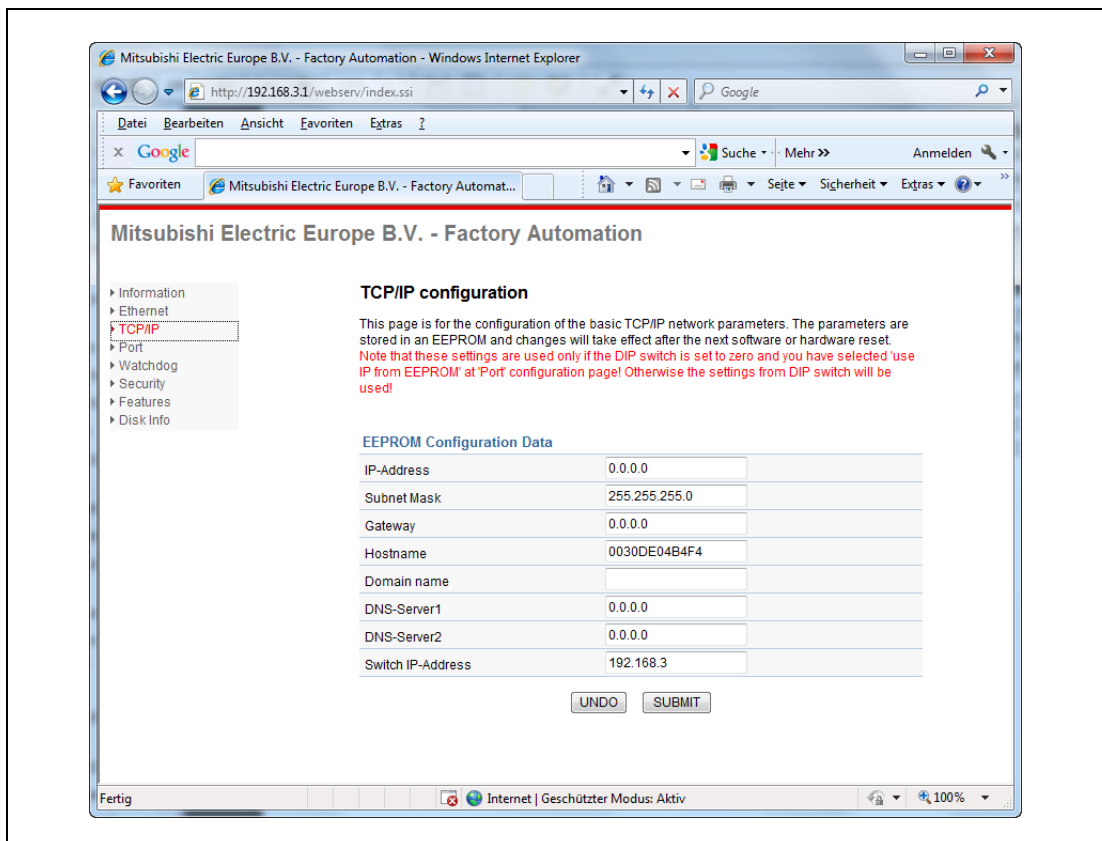 Mitsubishi Electric Europe B.V. - Factory Automation - Windows Internet Explorer
http://192.168.3.1/webserv/index.ssi
Google
Datei Bearbeiten Ansicht Favoriten Extras ?
x Google Suche Mehr >> Anmelden
Favoriten Mitsubishi Electric Europe B.V. - Factory Automat... Seite Sicherheit Extras
Mitsubishi Electric Europe B.V. - Factory Automation
Information
Ethernet
TCP/IP
Port
Watchdog
Security
Features
Disk Info
TCP/IP configuration
This page is for the configuration of the basic TCP/IP network parameters. The parameters are
stored in an EEPROM and changes will take effect after the next software or hardware reset.
Note that these settings are used only if the DIP switch is set to zero and you have selected 'use
IP from EEPROM' at 'Port' configuration page! Otherwise the settings from DIP switch will be
used!
EEPROM Configuration Data
IP-Address 0.0.0.0
Subnet Mask 255.255.255.0
Gateway 0.0.0.0
Hostname 0030DE04B4F4
Domain name
DNS-Server1 0.0.0.0
DNS-Server2 0.0.0.0
Switch IP-Address 192.168.3
UNDO SUBMIT
Fertig Internet | Geschützter Modus: Aktiv 100%